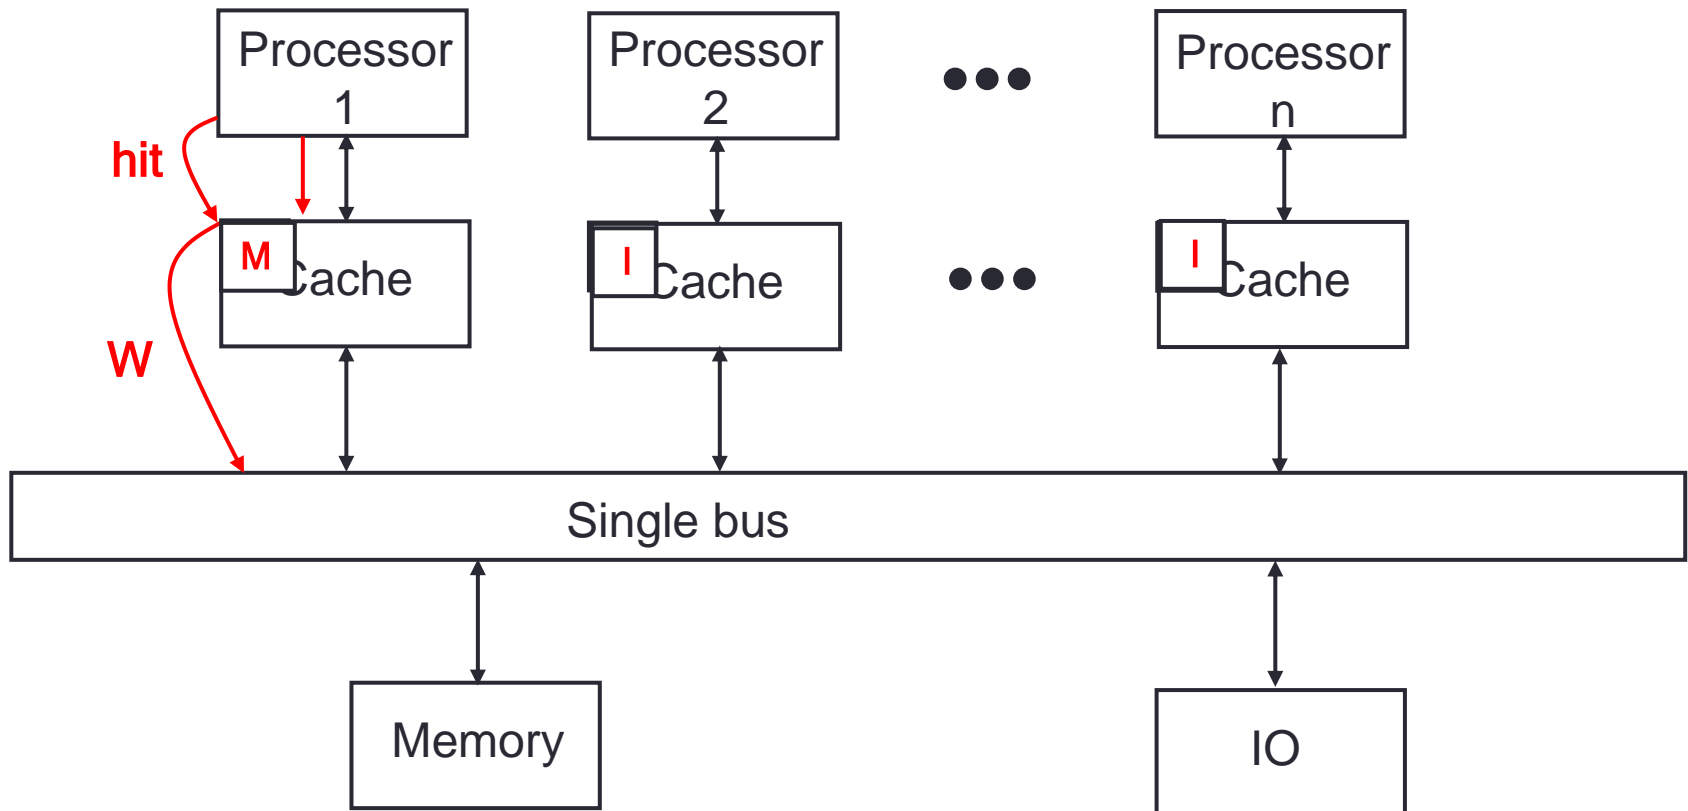 Processor
1
Processor
2
Processor
n
hit
M
Cache
I
Cache
I
Cache
W
Single bus
Memory
IO